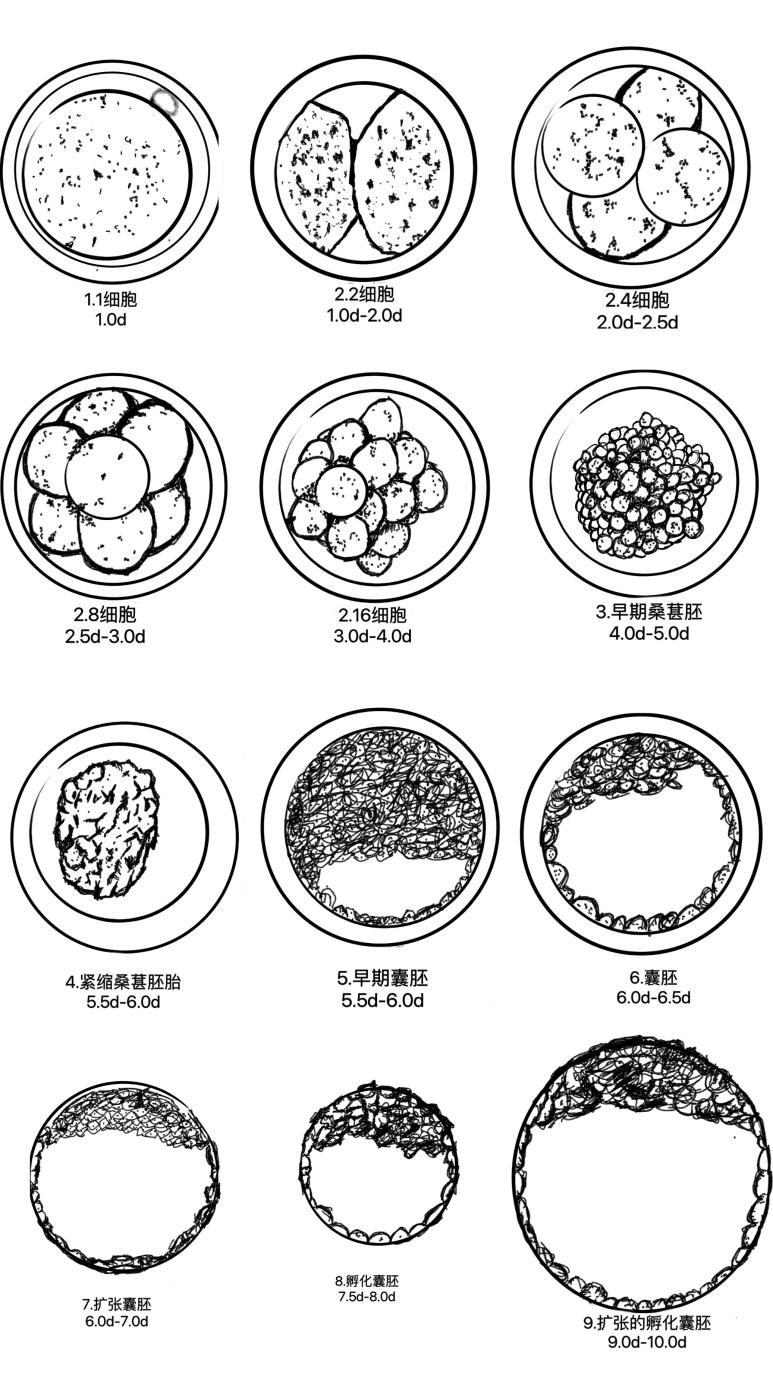 1.1细胞
1.0d
2.2细胞
1.0d-2.0d
2.4细胞
2.0d-2.5d
2.8细胞
2.5d-3.0d
2.16细胞
3.0d-4.0d
3.早期桑葚胚
4.0d-5.0d
4.紧缩桑葚胚胎
5.5d-6.0d
5.早期囊胚
5.5d-6.0d
6.囊胚
6.0d-6.5d
7.扩张囊胚
6.0d-7.0d
8.孵化囊胚
7.5d-8.0d
9.扩张的孵化囊胚
9.0d-10.0d